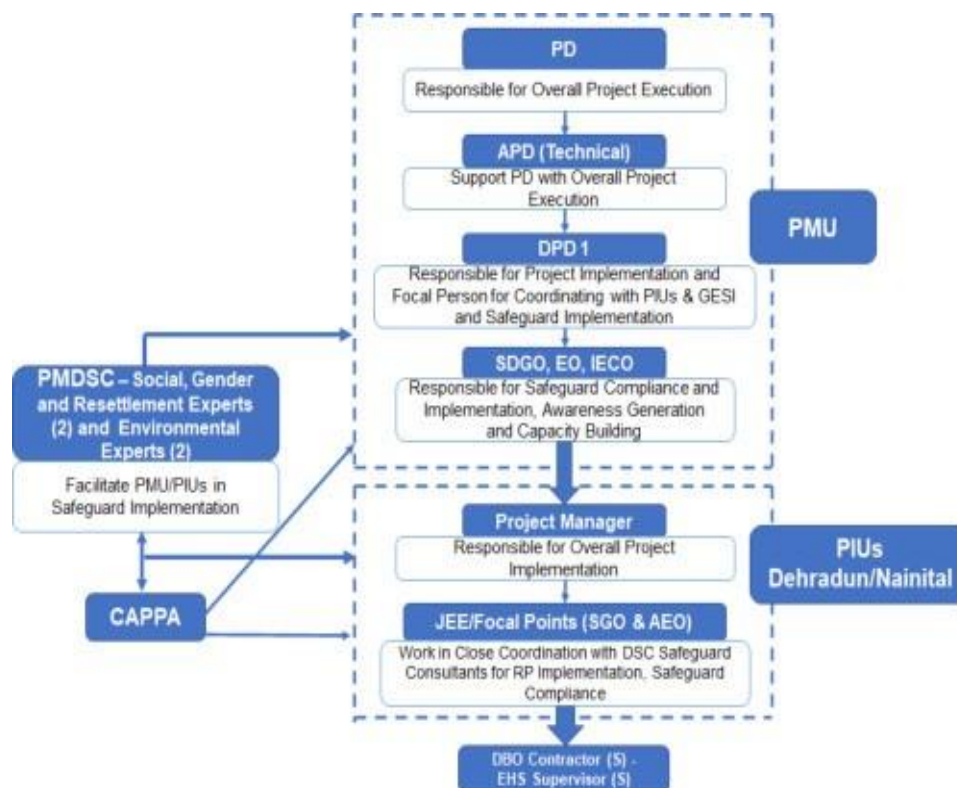 PD
Responsible for Overall Project Execution
APD (Technical)
Support PD with Overall Project
Execution
DPD 1
Responsible for Project Implementation and
Focal Person for Coordinating with PIUs & GESI
and Safeguard Implementation
SDGO, EO, IECO
Responsible for Safeguard Compliance and
Implementation, Awareness Generation
and Capacity Building
PMU
PMDSC – Social, Gender
and Resettlement Experts
(2) and Environmental
Experts (2)
Facilitate PMU/PIUs in
Safeguard Implementation
CAPPA
Project Manager
Responsible for Overall Project
Implementation
JEE/Focal Points (SGO & AEO)
Work in Close Coordination with DSC Safeguard
Consultants for RP Implementation, Safeguard
Compliance
PIUs
Dehradun/Nainital
DBO Contractor (S) -
EHS Supervisor (S)